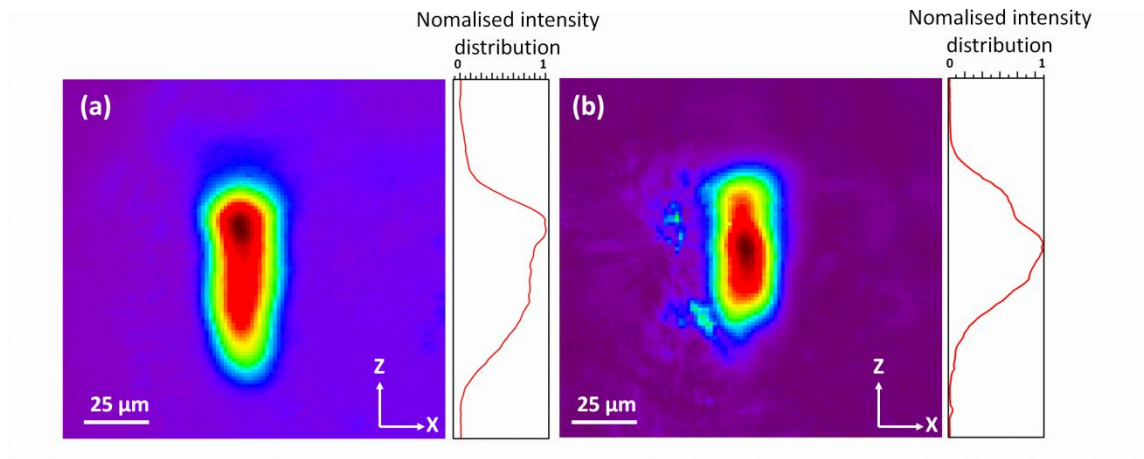 Nomalised intensity
distribution
0 1
(a)
Z
X
25 µm
Nomalised intensity
distribution
0 1
(b)
Z
X
25 µm